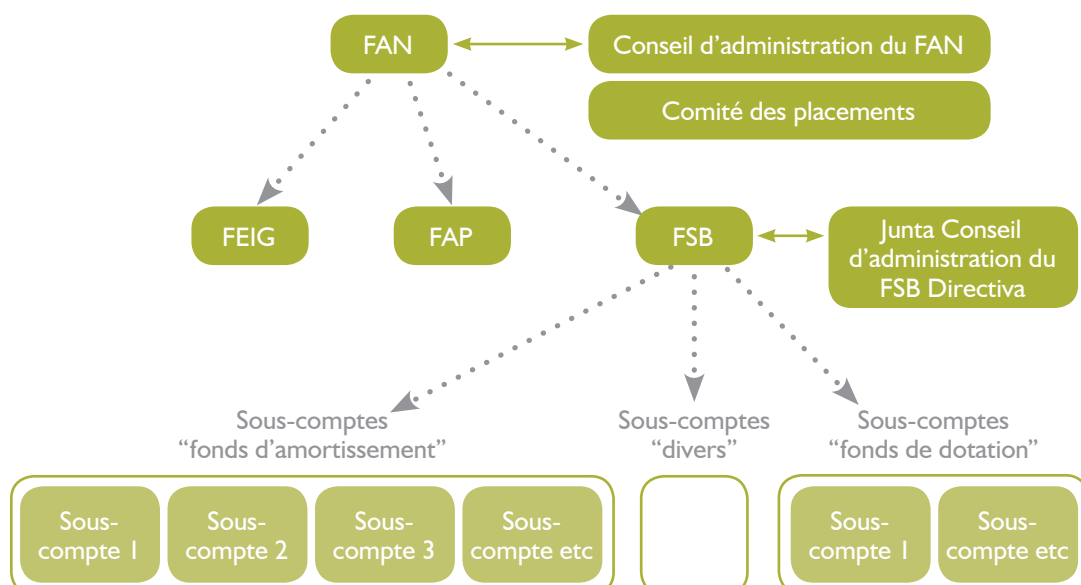 FAN
Conseil d’administration du FAN
Comité des placements
FEIG
FAP
FSB
Junta Conseil
d’administration du
FSB Directiva
Sous-comptes
“fonds d’amortissement”
Sous-comptes
“divers”
Sous-comptes
“fonds de dotation”
Sous-
compte 1
Sous-
compte 2
Sous-
compte 3
Sous-
compte etc
Sous-
compte 1
Sous-
compte etc